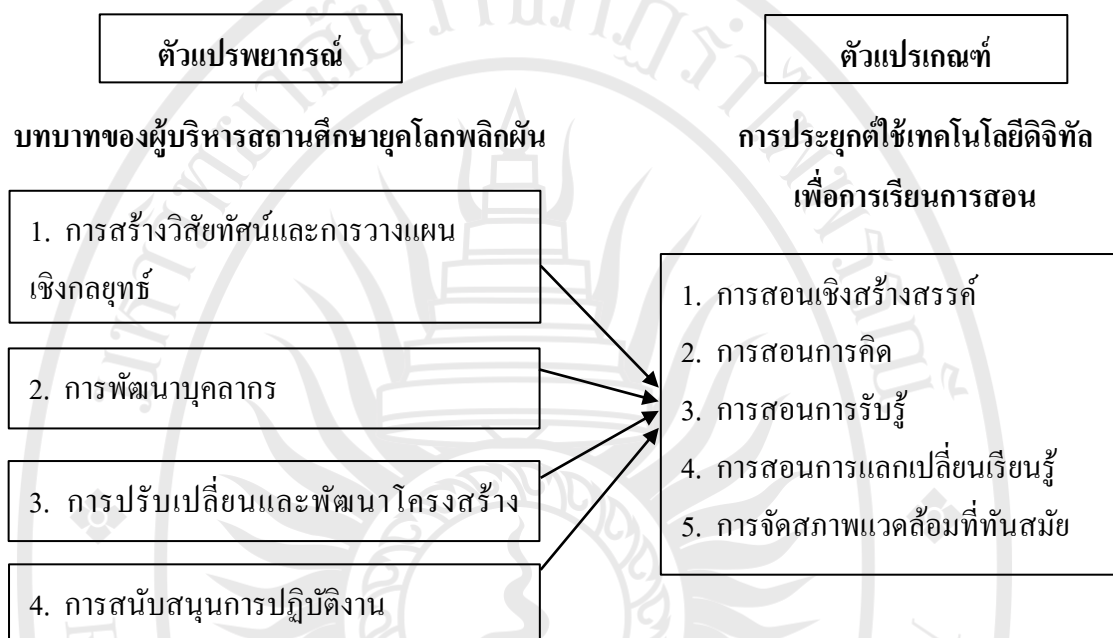 ตัวแปรพยากรณ์
บทบาทของผู้บริหารสถานศึกษายุคโลกพลิกผัน
1. การสร้างวิสัยทัศน์และการวางแผน
เชิงกลยุทธ์
2. การพัฒนาบุคลากร
3. การปรับเปลี่ยนและพัฒนาโครงสร้าง
4. การสนับสนุนการปฏิบัติงาน
ตัวแปรเกณฑ์
การประยุกต์ใช้เทคโนโลยีดิจิทัล
เพื่อการเรียนการสอน
1. การสอนเชิงสร้างสรรค์
2. การสอนการคิด
3. การสอนการรับรู้
4. การสอนการแลกเปลี่ยนเรียนรู้
5. การจัดสภาพแวดล้อมที่ทันสมัย